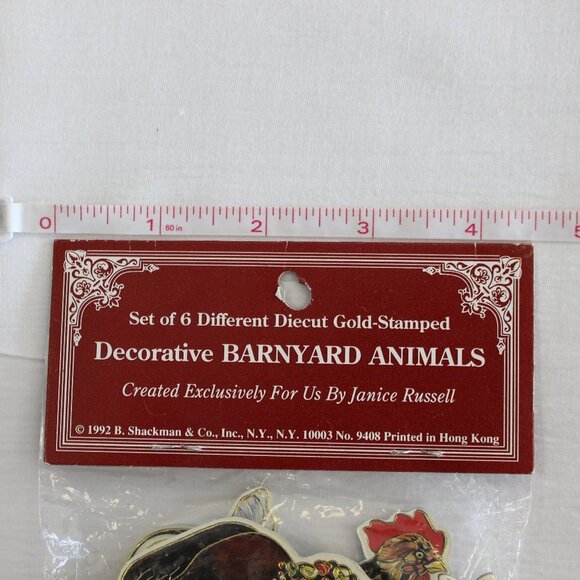 0 1 60 in 2 3 4 5
Set of 6 Different Diecut Gold-Stamped
Decorative BARNYARD ANIMALS
Created Exclusively For Us By Janice Russell
© 1992 B. Shackman & Co., Inc., N.Y., N.Y. 10003 No. 9408 Printed in Hong Kong